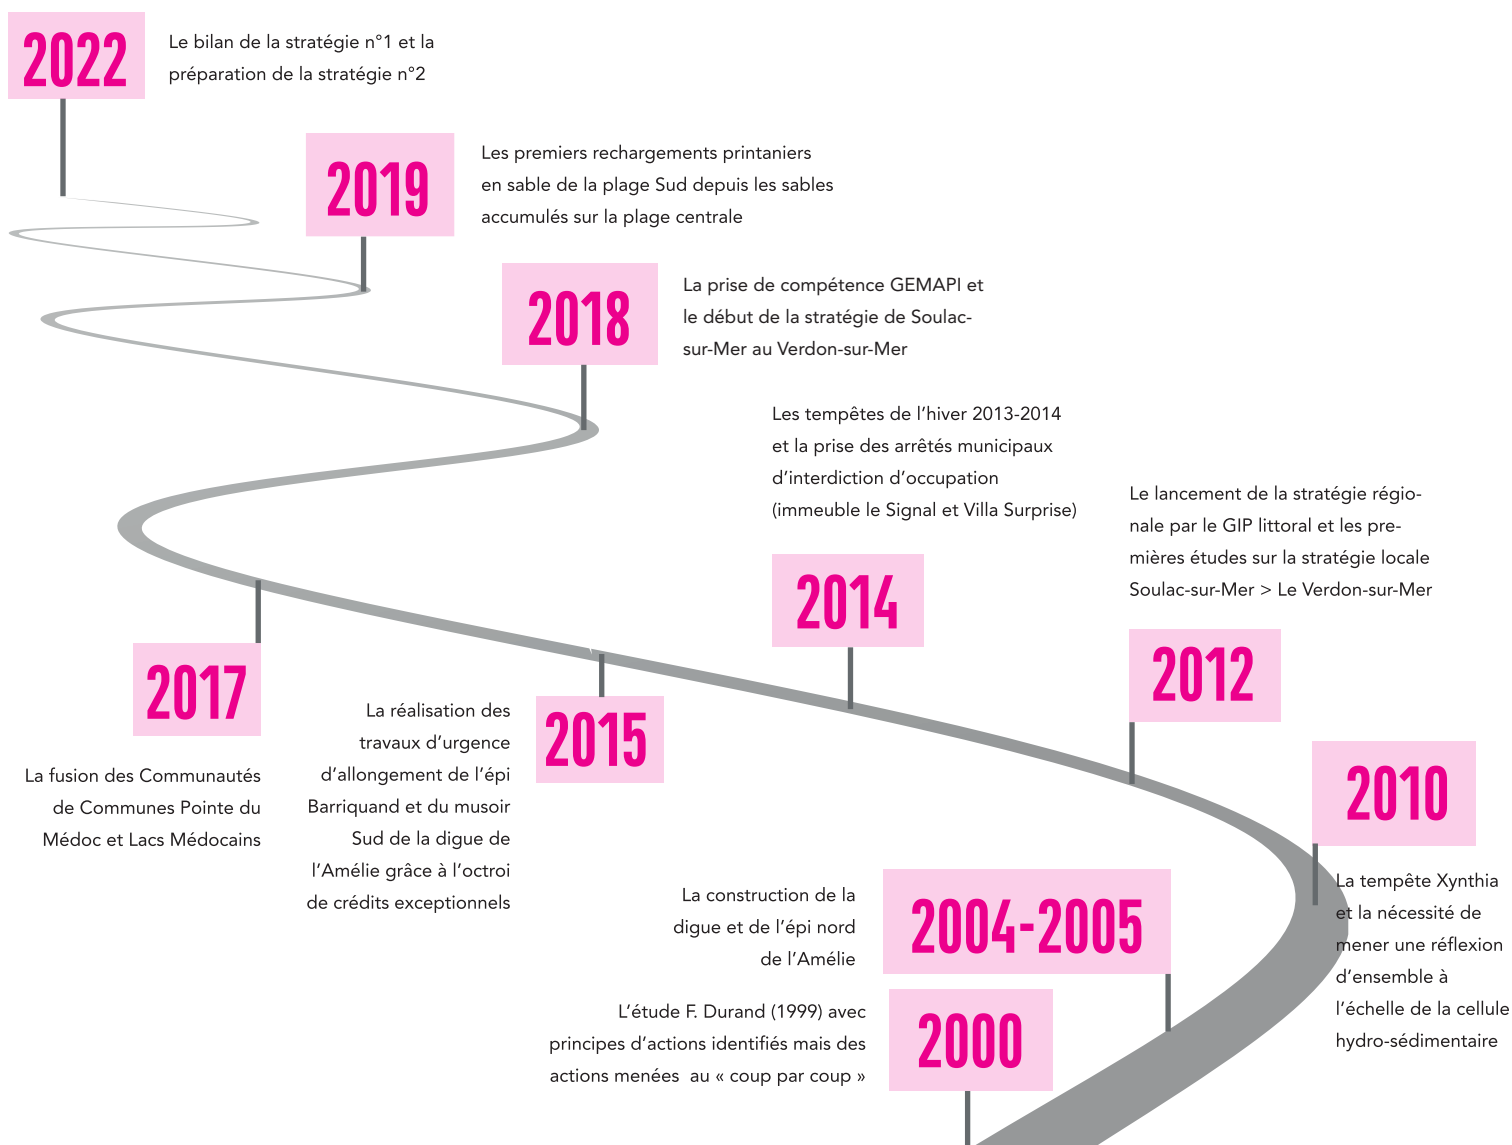 2022
Le bilan de la stratégie n°1 et la
préparation de la stratégie n°2
2019
Les premiers rechargements printaniers
en sable de la plage Sud depuis les sables
accumulés sur la plage centrale
2018
La prise de compétence GEMAPI et
le début de la stratégie de Soulac-
sur-Mer au Verdon-sur-Mer
Les tempêtes de l’hiver 2013-2014
et la prise des arrêtés municipaux
d’interdiction d’occupation
(immeuble le Signal et Villa Surprise)
2014
Le lancement de la stratégie régio-
nale par le GIP littoral et les pre-
mières études sur la stratégie locale
Soulac-sur-Mer > Le Verdon-sur-Mer
2012
2017
La fusion des Communautés
de Communes Pointe du
Médoc et Lacs Médocains
2015
La réalisation des
travaux d’urgence
d’allongement de l’épi
Barriquand et du musoir
Sud de la digue de
l’Amélie grâce à l’octroi
de crédits exceptionnels
2010
La tempête Xynthia
et la nécessité de
mener une réflexion
d’ensemble à
l’échelle de la cellule
hydro-sédimentaire
2004-2005
La construction de la
digue et de l’épi nord
de l’Amélie
2000
L’étude F. Durand (1999) avec
principes d’actions identifiés mais des
actions menées  au « coup par coup »